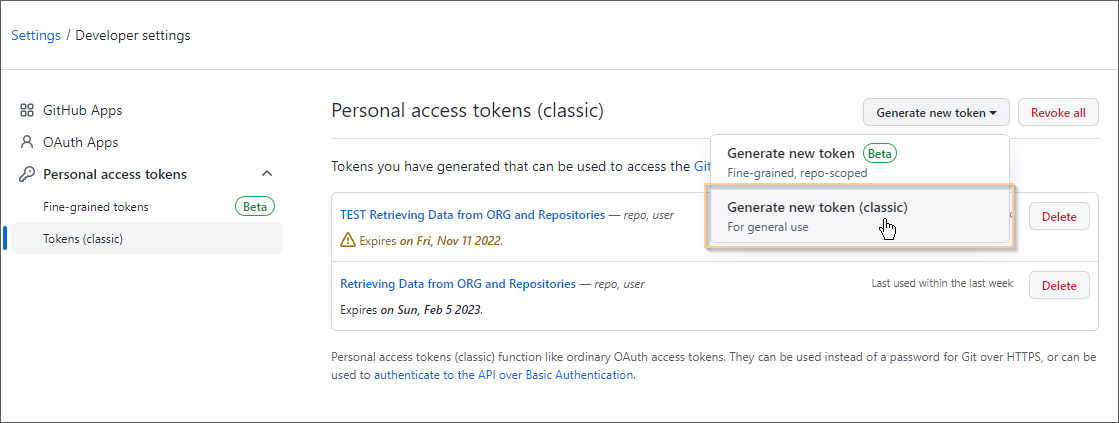 Settings / Developer settings
GitHub Apps
OAuth Apps
Personal access tokens
Fine-grained tokens Beta
Tokens (classic)
Personal access tokens (classic)
Generate new token
Revoke all
Generate new token Beta
Fine-grained, repo-scoped
Generate new token (classic)
For general use
Tokens you have generated that can be used to access the Git
TEST Retrieving Data from ORG and Repositories — repo, user
Delete
Expires on Fri, Nov 11 2022.
Retrieving Data from ORG and Repositories — repo, user
Last used within the last week
Delete
Expires on Sun, Feb 5 2023.
Personal access tokens (classic) function like ordinary OAuth access tokens. They can be used instead of a password for Git over HTTPS, or can be
used to authenticate to the API over Basic Authentication.